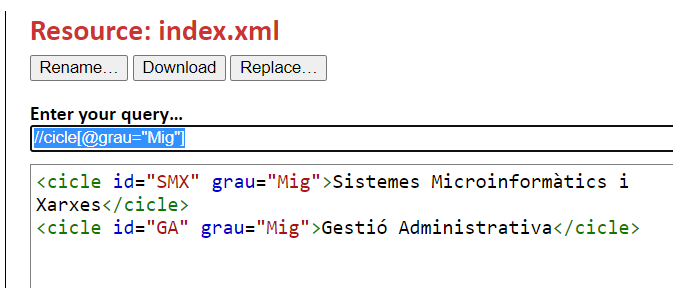 Resource: index.xml
Rename… Download Replace…
Enter your query…
//cicle[@grau="Mig"]
<cicle id="SMX" grau="Mig">Sistemes Microinformàtics i
Xarxes</cicle>
<cicle id="GA" grau="Mig">Gestió Administrativa</cicle>